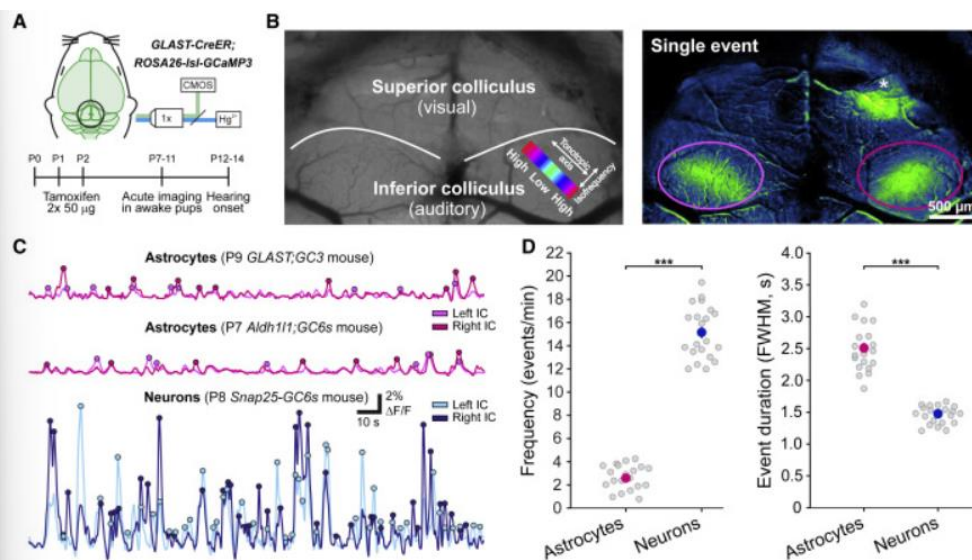 A
GLAST-CreER;
ROSA26-lsl-GCaMP3
CMOS
1x
Hg2+
P0 P1 P2 P7-11 P12-14
Tamoxifen
2x 50 µg
Acute imaging
in awake pups
Hearing
onset
B
Superior colliculus
(visual)
Inferior colliculus
(auditory)
Tonotopic
axis
Isofrequency
High Low High
Single event
*
500 µm
C
Astrocytes (P9 GLAST;GC3 mouse)
Left IC
Right IC
Astrocytes (P7 Aldh1l1;GC6s mouse)
Left IC
Right IC
Neurons (P8 Snap25-GC6s mouse)
2%
ΔF/F
10 s
Left IC
Right IC
D
Frequency (events/min)
22
20
18
16
14
12
10
8
6
4
2
0
***
Astrocytes
Neurons
Event duration (FWHM, s)
4.0
3.5
3.0
2.5
2.0
1.5
1.0
0.5
0
***
Astrocytes
Neurons